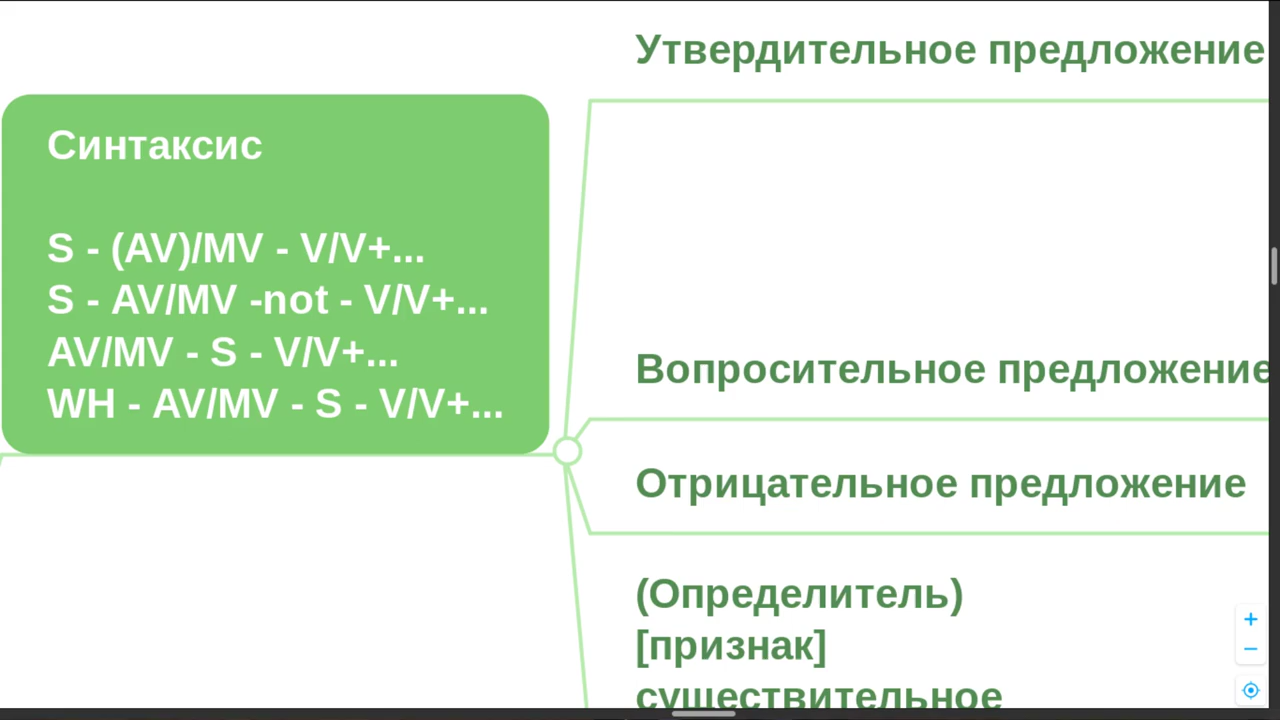 Синтаксис
S - (AV)/MV - V/V+...
S - AV/MV -not - V/V+...
AV/MV - S - V/V+...
WH - AV/MV - S - V/V+...
Утвердительное предложение
Вопросительное предложение
Отрицательное предложение
(Определитель)
[признак]
существительное